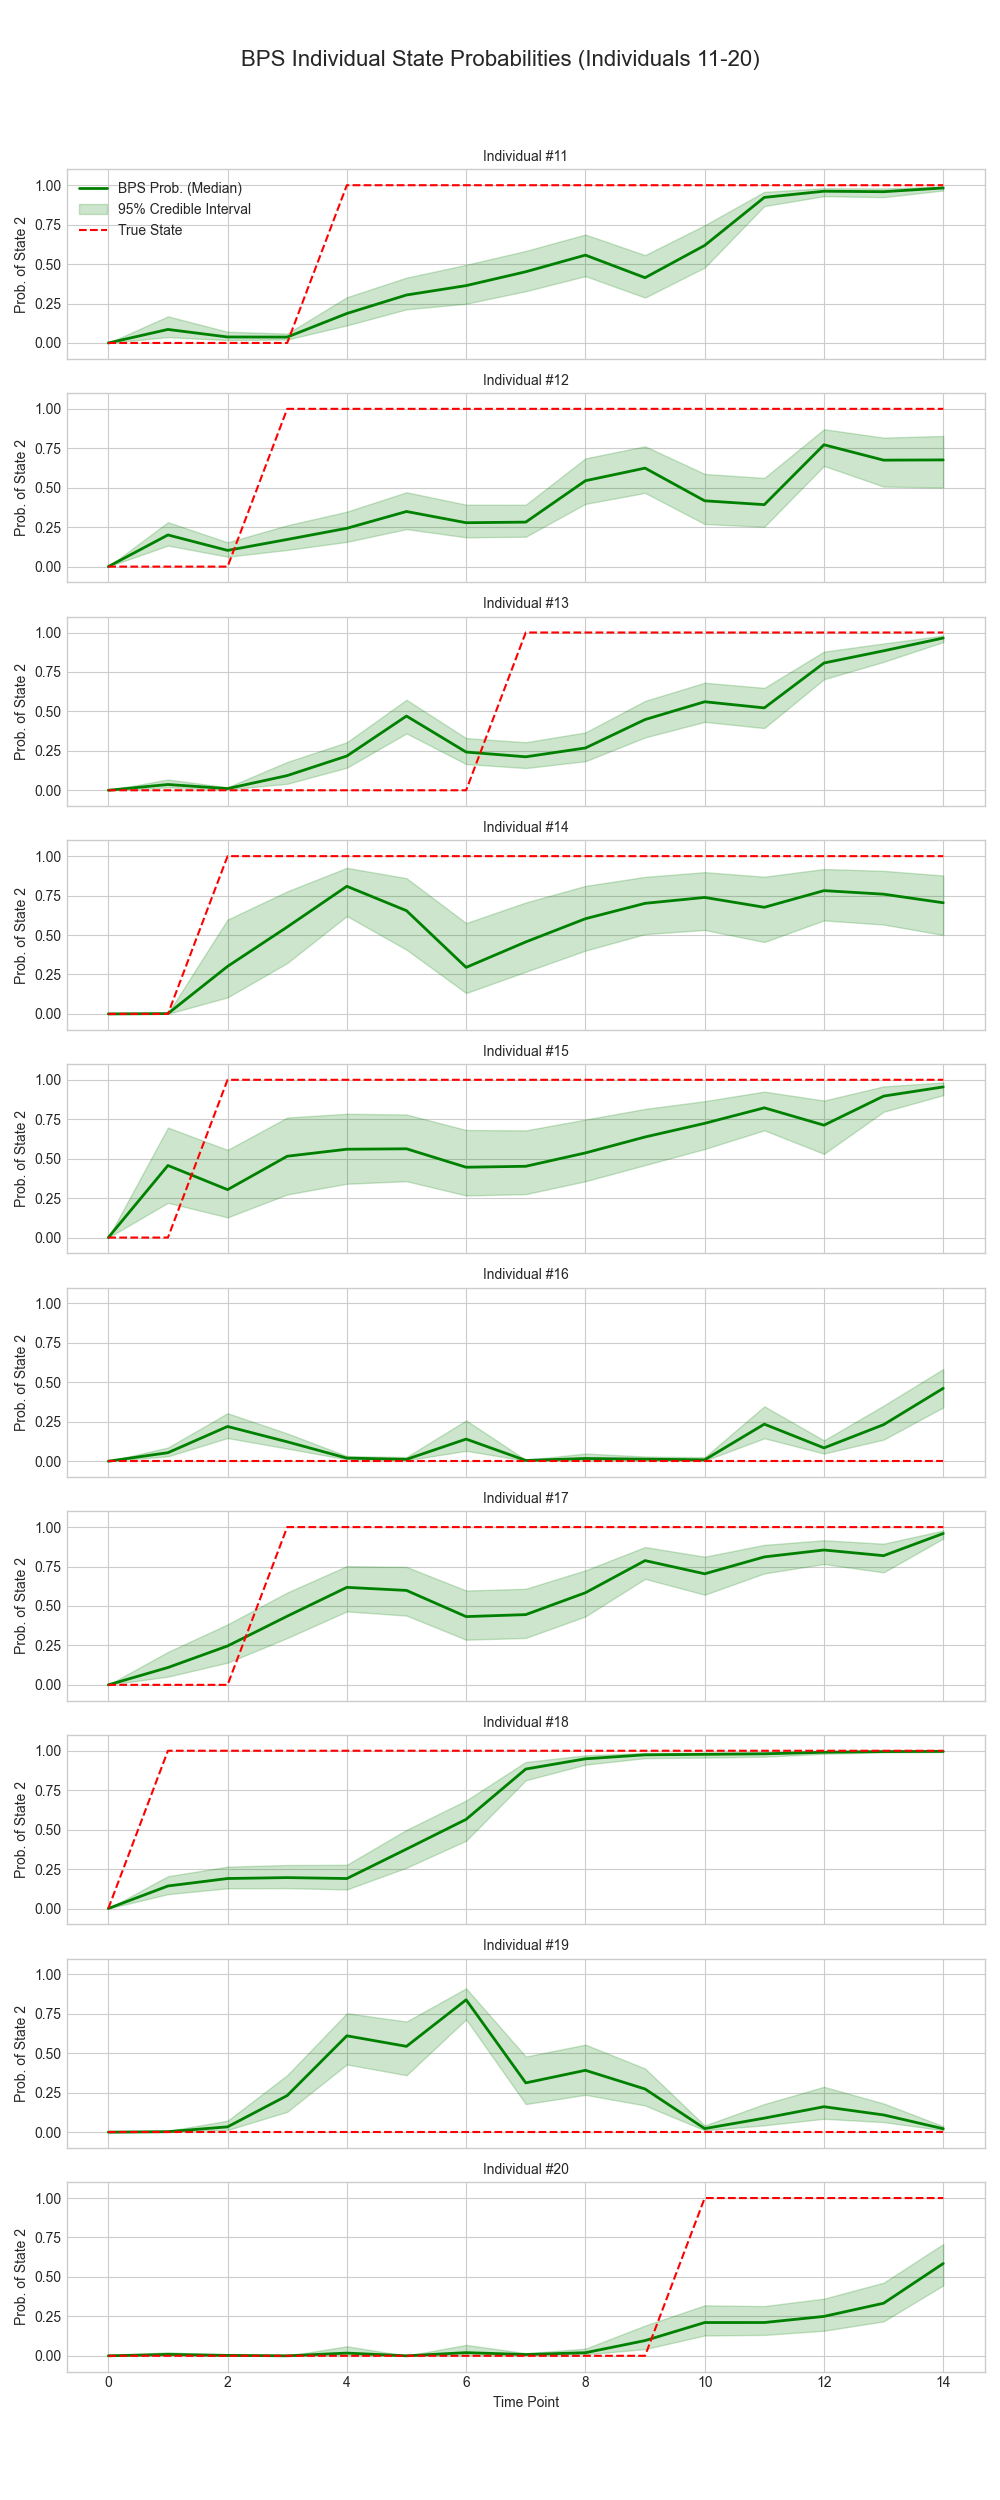 BPS Individual State Probabilities (Individuals 11-20)
Individual #11
Prob. of State 2
1.00
0.75
0.50
0.25
0.00
BPS Prob. (Median)
95% Credible Interval
True State
Individual #12
Prob. of State 2
1.00
0.75
0.50
0.25
0.00
Individual #13
Prob. of State 2
1.00
0.75
0.50
0.25
0.00
Individual #14
Prob. of State 2
1.00
0.75
0.50
0.25
0.00
Individual #15
Prob. of State 2
1.00
0.75
0.50
0.25
0.00
Individual #16
Prob. of State 2
1.00
0.75
0.50
0.25
0.00
Individual #17
Prob. of State 2
1.00
0.75
0.50
0.25
0.00
Individual #18
Prob. of State 2
1.00
0.75
0.50
0.25
0.00
Individual #19
Prob. of State 2
1.00
0.75
0.50
0.25
0.00
Individual #20
Prob. of State 2
1.00
0.75
0.50
0.25
0.00
0 2 4 6 8 10 12 14
Time Point